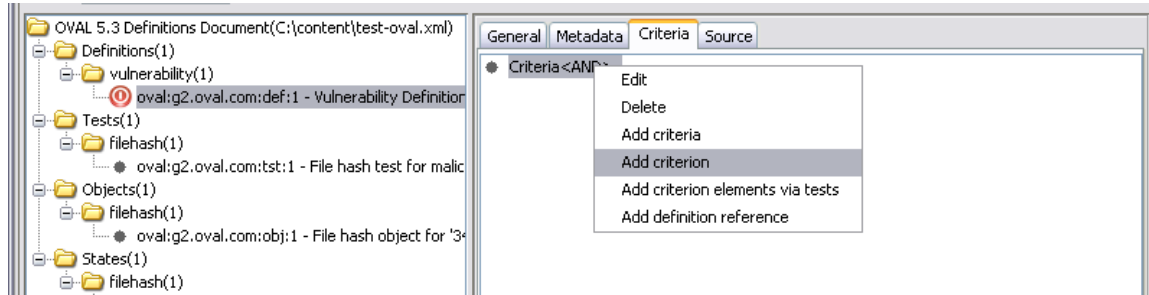 OVAL 5.3 Definitions Document(C:\content\test-oval.xml)
Definitions(1)
vulnerability(1)
oval:g2.oval.com:def:1 - Vulnerability Definition
Tests(1)
filehash(1)
oval:g2.oval.com:tst:1 - File hash test for malic
Objects(1)
filehash(1)
oval:g2.oval.com:obj:1 - File hash object for '34
States(1)
filehash(1)
General Metadata Criteria Source
Criteria<AND>
Edit
Delete
Add criteria
Add criterion
Add criterion elements via tests
Add definition reference